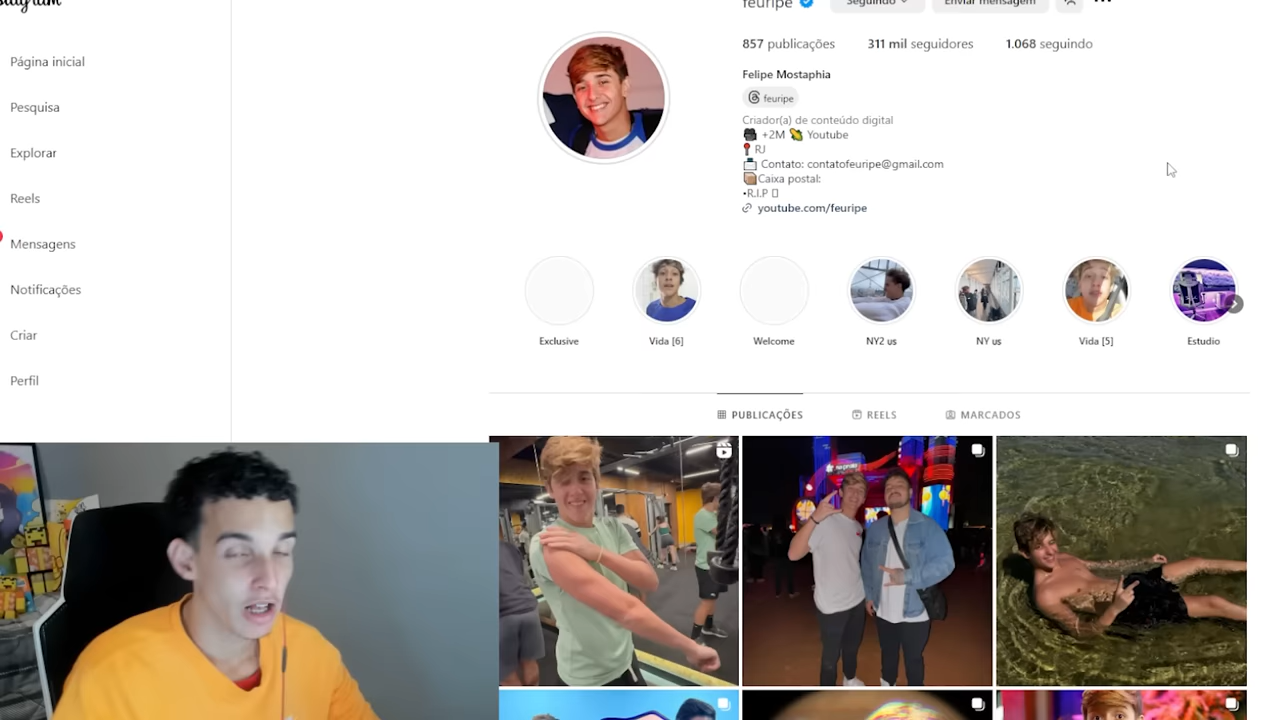 feuripe
Seguindo
Enviar mensagem
857 publicações 311 mil seguidores 1.068 seguindo
Felipe Mostaphia
feuripe
Criador(a) de conteúdo digital
+2M Youtube
RJ
Contato: contatofeuripe@gmail.com
Caixa postal:
•R.I.P
youtube.com/feuripe
Página inicial
Pesquisa
Explorar
Reels
Mensagens
Notificações
Criar
Perfil
Exclusive
Vida [6]
Welcome
NY2 us
NY us
Vida [5]
Estudio
PUBLICAÇÕES
REELS
MARCADOS